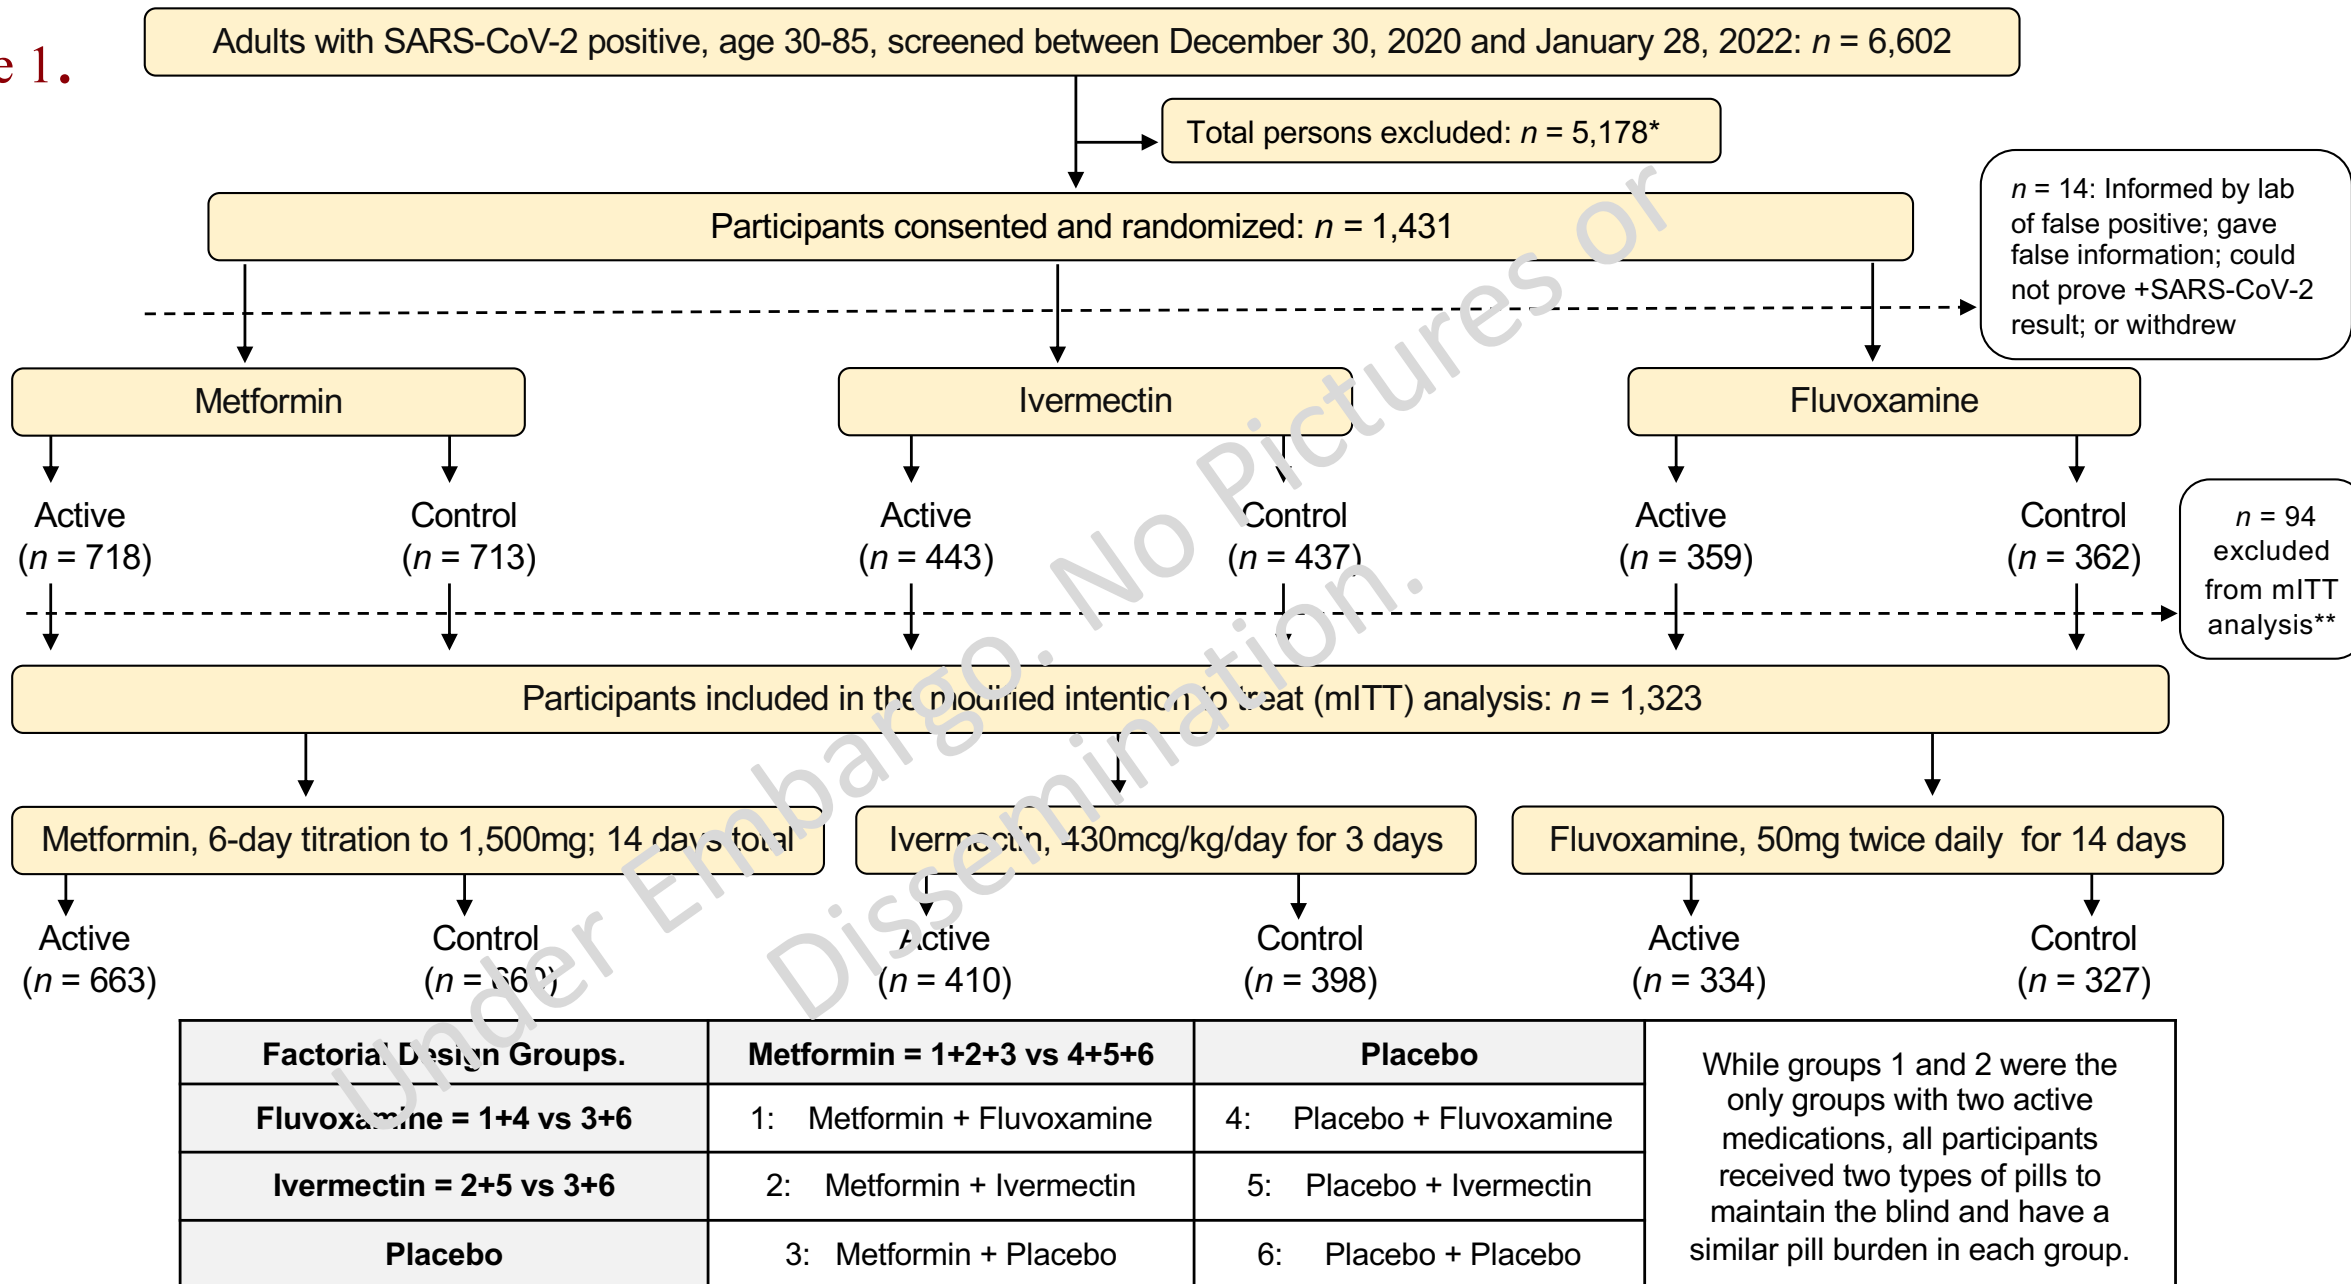 e 1.
Adults with SARS-CoV-2 positive, age 30-85, screened between December 30, 2020 and January 28, 2022: n = 6,602
Total persons excluded: n = 5,178*
Participants consented and randomized: n = 1,431
n = 14: Informed by lab
of false positive; gave
false information; could
not prove +SARS-CoV-2
result; or withdrew
Metformin
Ivermectin
Fluvoxamine
Active
(n = 718)
Control
(n = 713)
Active
(n = 443)
Control
(n = 437)
Active
(n = 359)
Control
(n = 362)
n = 94
excluded
from mITT
analysis**
Participants included in the modified intention to treat (mITT) analysis: n = 1,323
Metformin, 6-day titration to 1,500mg; 14 days total
Ivermectin, 430mcg/kg/day for 3 days
Fluvoxamine, 50mg twice daily for 14 days
Active
(n = 663)
Control
(n = 660)
Active
(n = 410)
Control
(n = 398)
Active
(n = 334)
Control
(n = 327)
Factorial Design Groups.
Metformin = 1+2+3 vs 4+5+6
Placebo
Fluvoxamine = 1+4 vs 3+6
1: Metformin + Fluvoxamine
4: Placebo + Fluvoxamine
Ivermectin = 2+5 vs 3+6
2: Metformin + Ivermectin
5: Placebo + Ivermectin
Placebo
3: Metformin + Placebo
6: Placebo + Placebo
While groups 1 and 2 were the
only groups with two active
medications, all participants
received two types of pills to
maintain the blind and have a
similar pill burden in each group.
Under Embargo. No Pictures or
Dissemination.